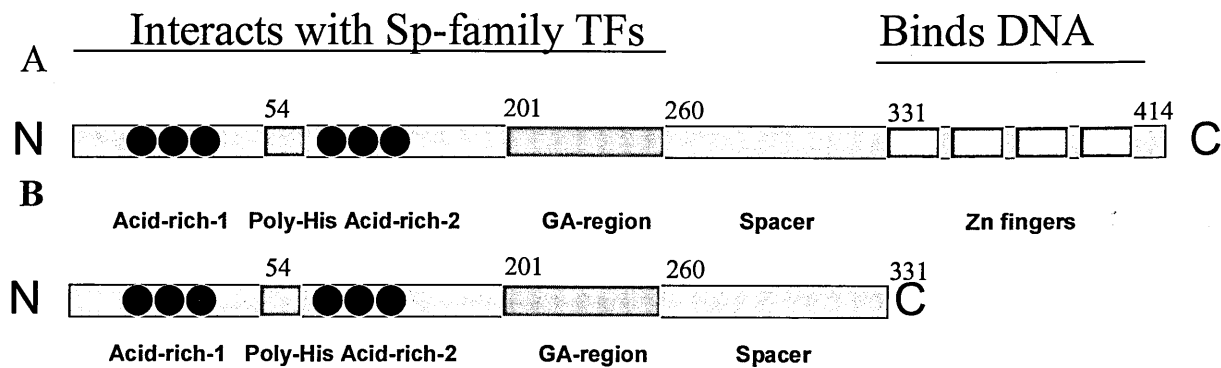 Interacts with Sp-family TFs Binds DNA
A
54 201 260 331 414
N C
B
Acid-rich-1 Poly-His Acid-rich-2 GA-region Spacer Zn fingers
54 201 260 331
N C
Acid-rich-1 Poly-His Acid-rich-2 GA-region Spacer